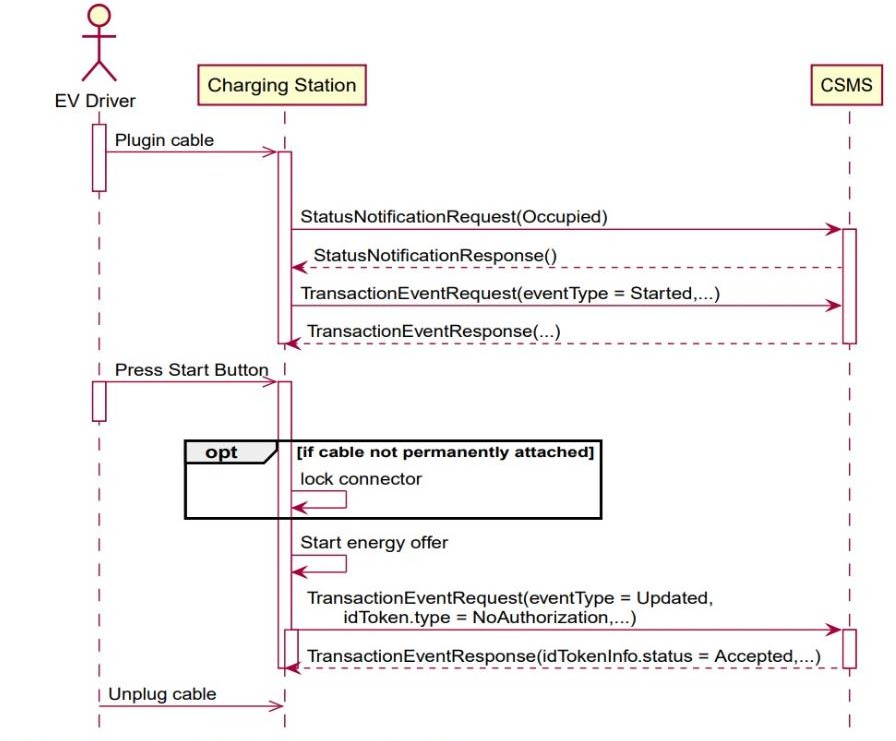 EV Driver
Charging Station
CSMS
Plugin cable
StatusNotificationRequest(Occupied)
StatusNotificationResponse()
TransactionEventRequest(eventType = Started,...)
TransactionEventResponse(...)
Press Start Button
opt
[if cable not permanently attached]
lock connector
Start energy offer
TransactionEventRequest(eventType = Updated,
idToken.type = NoAuthorization,...)
TransactionEventResponse(idTokenInfo.status = Accepted,...)
Unplug cable